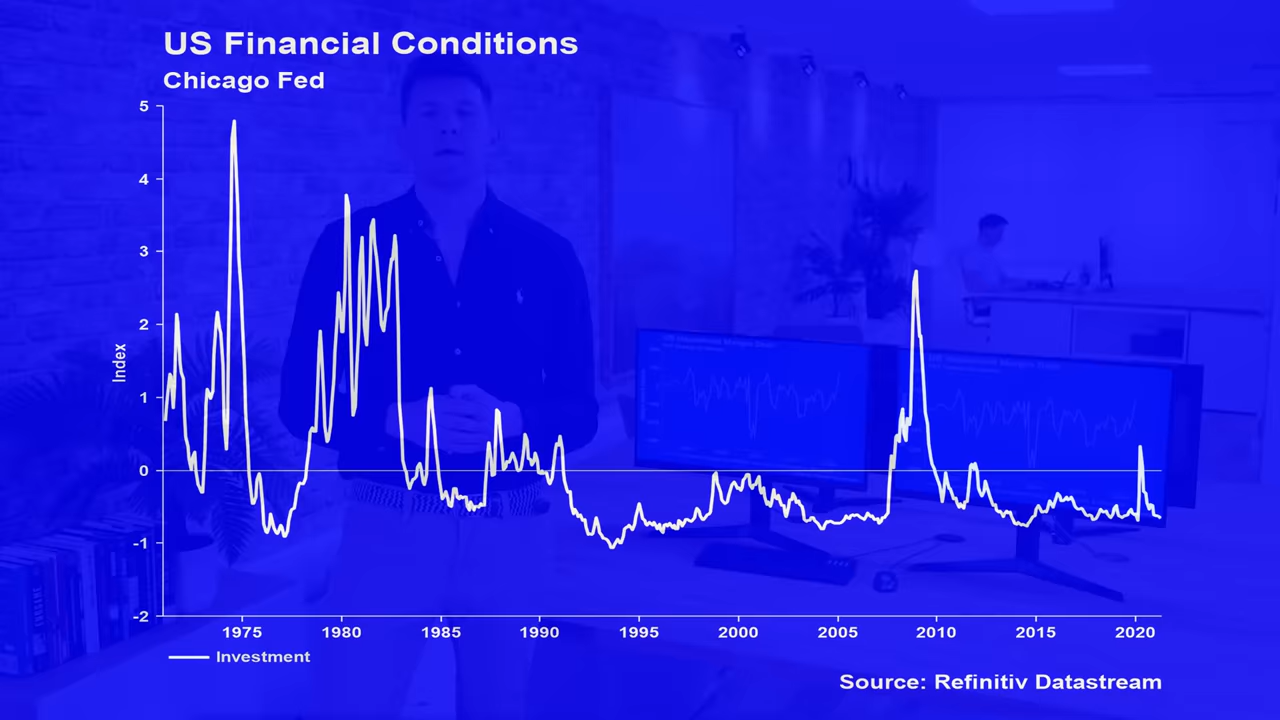 US Financial Conditions
Chicago Fed
5
4
3
2
1
0
-1
-2
Index
1975 1980 1985 1990 1995 2000 2005 2010 2015 2020
Investment
Source: Refinitiv Datastream